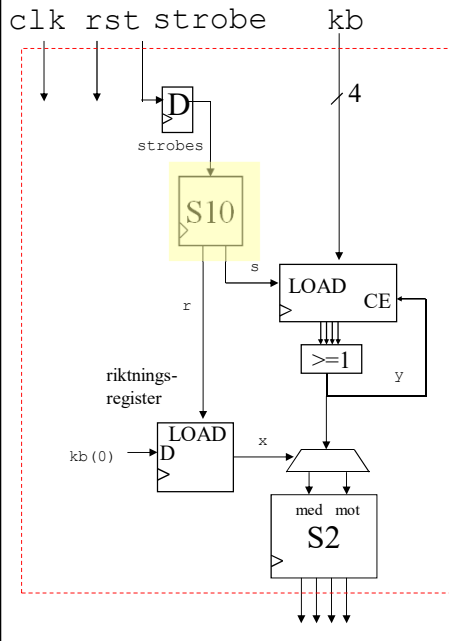 clk rst strobe kb
4
D
strobes
S10
s
LOAD
CE
r
>=1
y
riktnings-
register
LOAD
D
x
kb(0)
med mot
S2